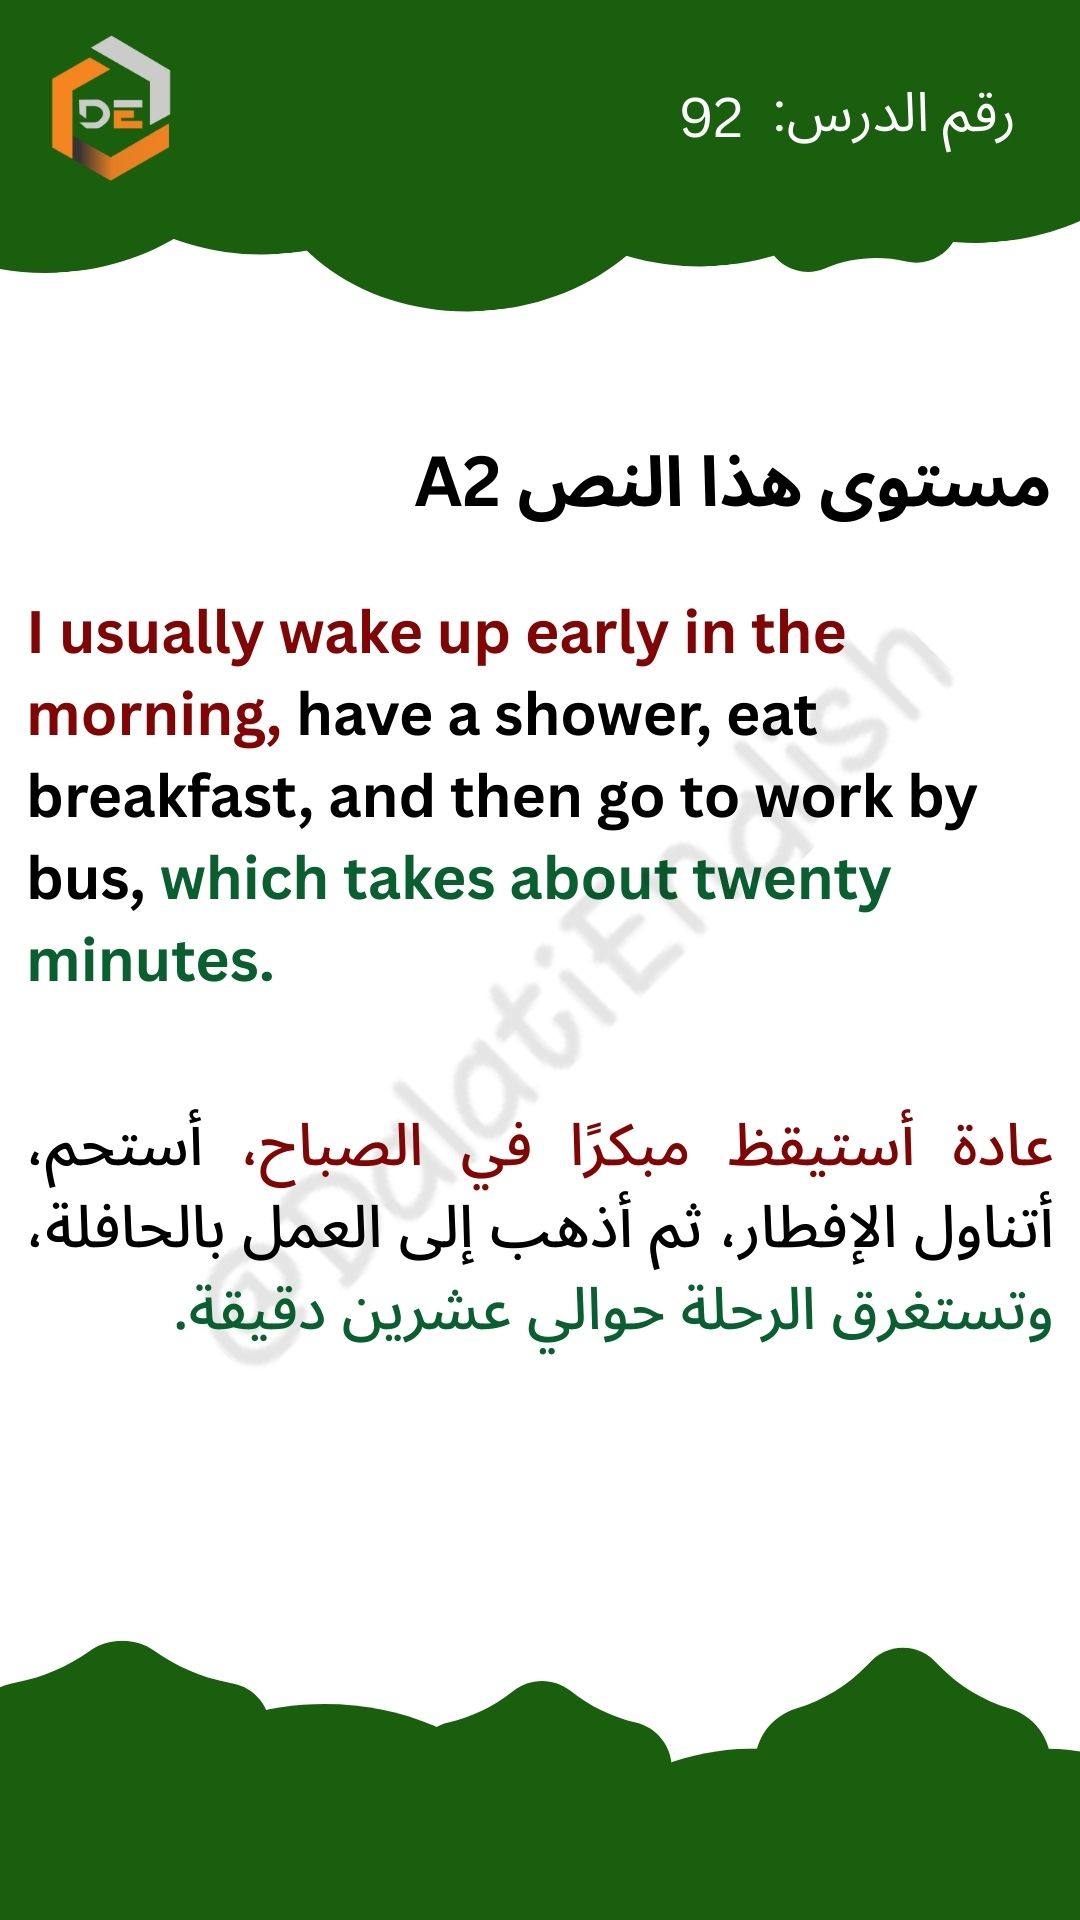 DE
رقم الدرس: 92
مستوى هذا النص A2
I usually wake up early in the
morning, have a shower, eat
breakfast, and then go to work by
bus, which takes about twenty
minutes.
عادة أستيقظ مبكرًا في الصباح، أستحم،
أتناول الإفطار، ثم أذهب إلى العمل بالحافلة،
وتستغرق الرحلة حوالي عشرين دقيقة.
@DalatiEnglish